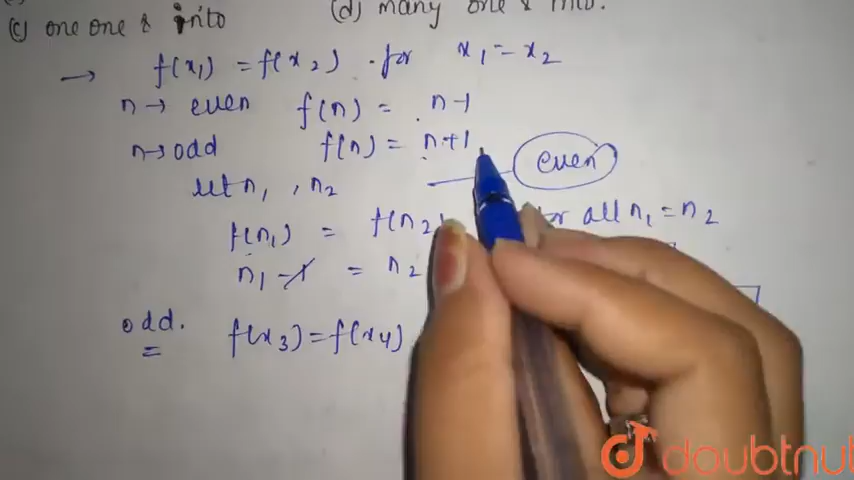 (c) one one & into (d) many one & into.
→ f(x₁) = f(x₂) . for x₁ = x₂
n → even f(n) = n-1
n → odd f(n) = n+1
even
let n₁, n₂
f(n₁) = f(n₂) for all n₁ = n₂
n₁ - 1 = n₂
odd. f(x₃) = f(x₄)
doubtnut